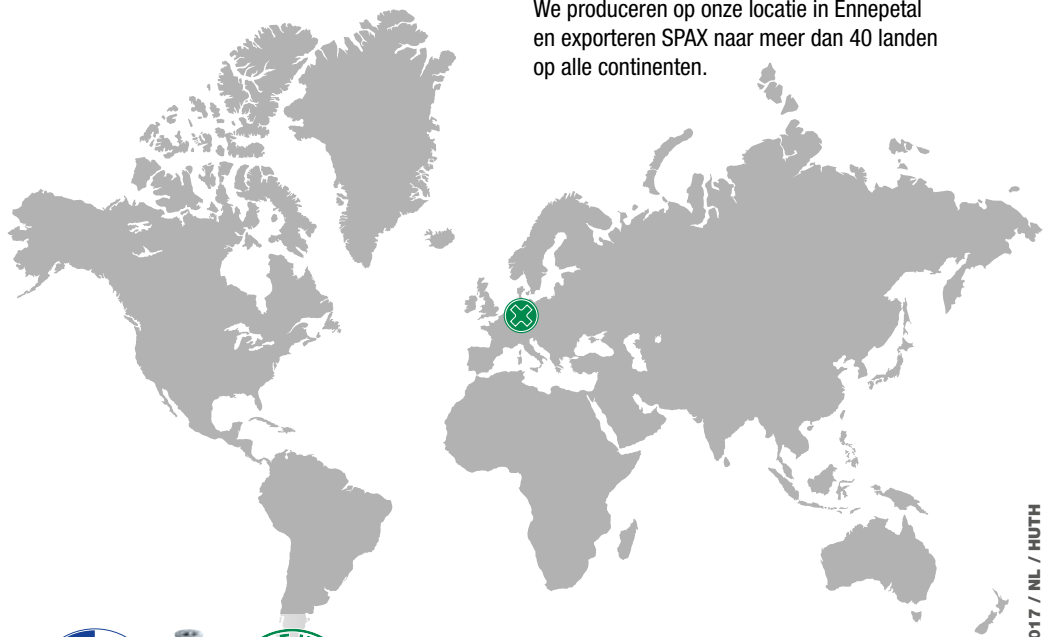 We produceren op onze locatie in Ennepetal
en exporteren SPAX naar meer dan 40 landen
op alle continenten.
017 / NL / HUTH